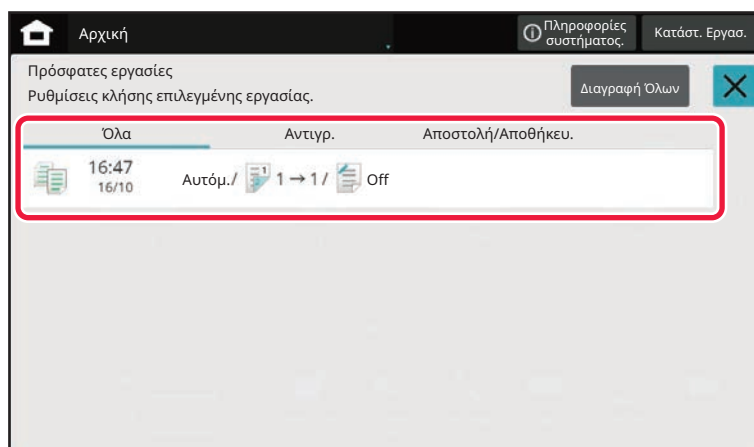 Αρχική
Πληροφορίες
συστήματος.
Κατάστ. Εργασ.
Πρόσφατες εργασίες
Ρυθμίσεις κλήσης επιλεγμένης εργασίας.
Διαγραφή Όλων
Όλα Αντιγρ. Αποστολή/Αποθήκευ.
16:47
16/10
Αυτόμ./ 1 1 → 1 / Off